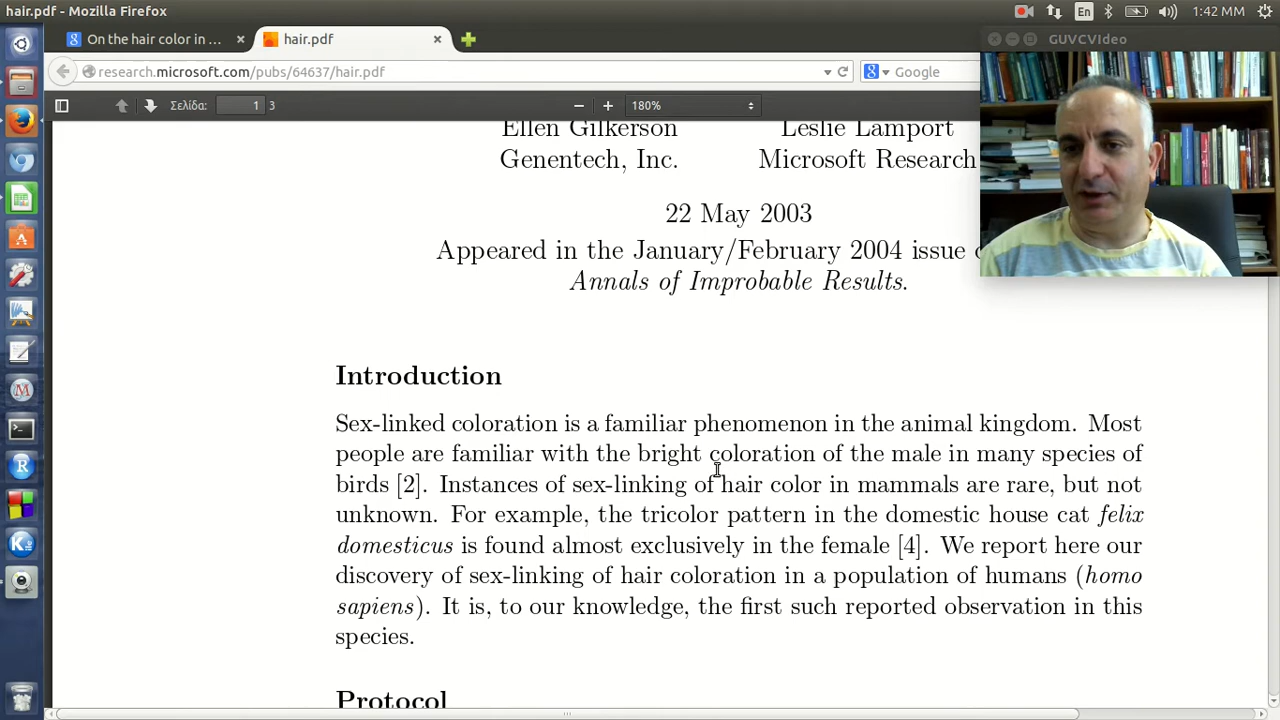 hair.pdf - Mozilla Firefox
En
1:42 MM
On the hair color in ...
hair.pdf
GUVCVIdeo
research.microsoft.com/pubs/64637/hair.pdf
Google
Σελίδα: 1 3
180%
Ellen Gilkerson Leslie Lamport
Genentech, Inc. Microsoft Research
22 May 2003
Appeared in the January/February 2004 issue
Annals of Improbable Results.
Introduction
Sex-linked coloration is a familiar phenomenon in the animal kingdom. Most
people are familiar with the bright coloration of the male in many species of
birds [2]. Instances of sex-linking of hair color in mammals are rare, but not
unknown. For example, the tricolor pattern in the domestic house cat felix
domesticus is found almost exclusively in the female [4]. We report here our
discovery of sex-linking of hair coloration in a population of humans (homo
sapiens). It is, to our knowledge, the first such reported observation in this
species.
Protocol